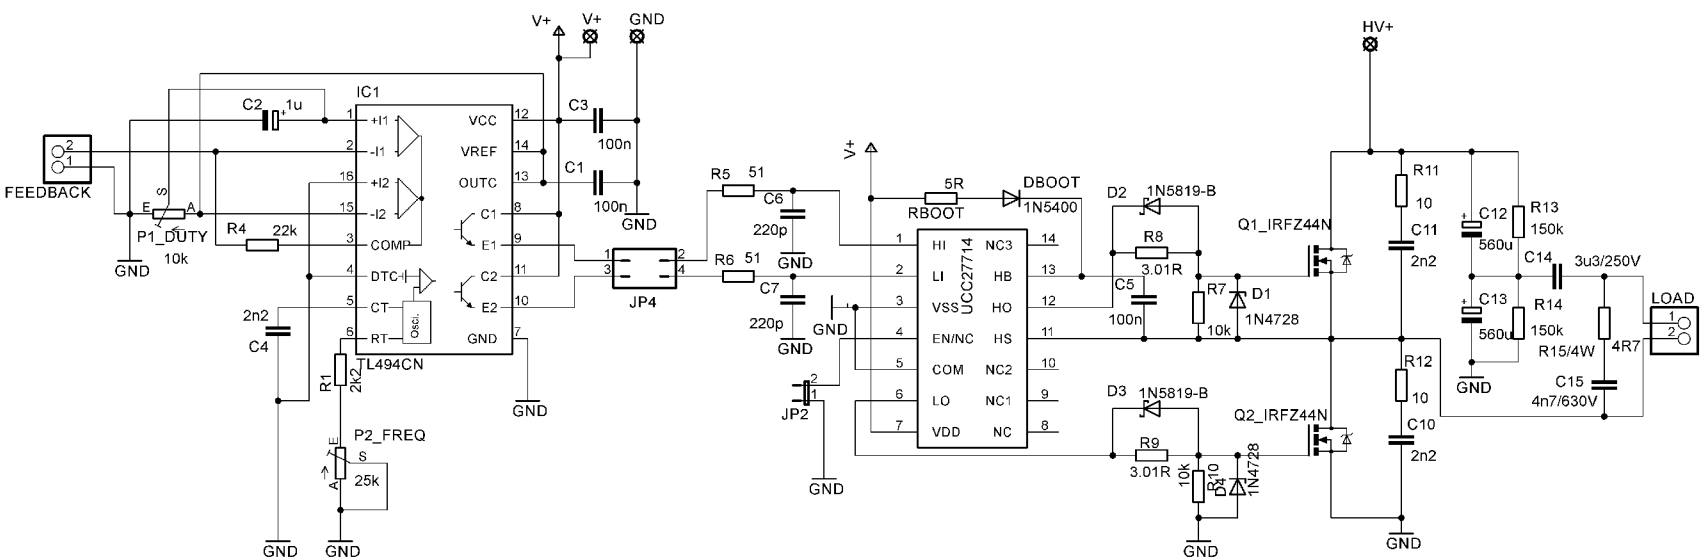 V+
V+
GND
HV+
IC1
C2
1u
+
1
+I1
VCC
12
C3
100n
2
-I1
VREF
14
FEEDBACK
2
1
16
+I2
OUTC
13
C1
100n
GND
S
E
A
15
-I2
C1
8
P1_DUTY
10k
GND
R4
22k
3
COMP
E1
9
4
DTC
C2
11
5
CT
E2
10
Osci.
6
RT
GND
7
TL494CN
2n2
C4
R1
2k2
GND
P2_FREQ
E
S
A
25k
GND
GND
1
2
3
4
JP4
R5
51
C6
220p
GND
R6
51
C7
220p
GND
V+
5R
RBOOT
DBOOT
1N5400
UCC27714
1
HI
NC3
14
2
LI
HB
13
3
VSS
HO
12
4
EN/NC
HS
11
5
COM
NC2
10
6
LO
NC1
9
7
VDD
NC
8
GND
2
1
JP2
GND
C5
100n
D2
1N5819-B
R8
3.01R
R7
10k
D1
1N4728
D3
1N5819-B
R9
3.01R
10k
R10
D4
1N4728
GND
Q1_IRFZ44N
Q2_IRFZ44N
R11
10
C11
2n2
R12
10
C10
2n2
GND
+
C12
560u
R13
150k
+
C13
560u
R14
150k
GND
C14
3u3/250V
R15/4W
4R7
C15
4n7/630V
LOAD
1
2